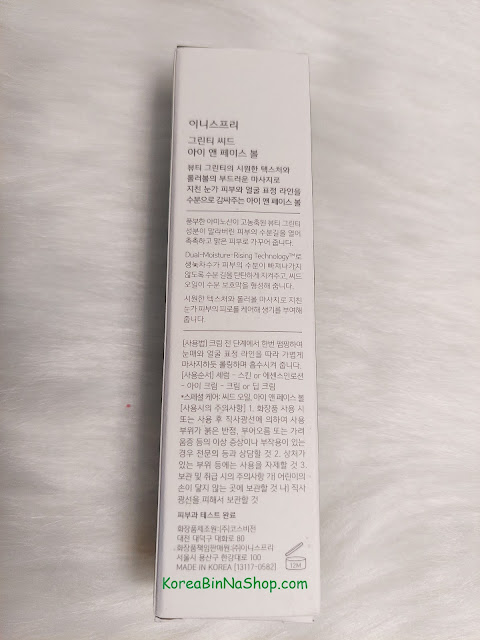 이니스프리
그린티 씨드
아이 앤 페이스 볼
뷰티 그린티의 시원한 텍스처와
롤러볼의 부드러운 마사지로
지친 눈가 피부와 얼굴 표정 라인을
수분으로 감싸주는 아이 앤 페이스 볼
풍부한 아미노산이 고농축된 뷰티 그린티
성분이 말라버린 피부의 수분길을 열어
촉촉하고 맑은 피부로 가꾸어 줍니다.
Dual-Moisture-Rising Technology™로
생녹차수가 피부의 수분이 빠져나가지
않도록 수분 길을 단단하게 지켜주고, 씨드
오일이 수분 보호막을 형성해 줍니다.
시원한 텍스처와 롤러볼 마사지로 지친
눈가 피부의 피로를 케어해 생기를 부여해
줍니다.
[사용법] 크림 전 단계에서 한번 펌핑하여
눈매와 얼굴 표정 라인을 따라 가볍게
마사지하듯 롤링하며 흡수시켜 줍니다.
[사용순서] 세럼 - 스킨 or 에센스인로션
- 아이 크림 - 크림 or 딥 크림
*스페셜 케어: 씨드 오일, 아이 앤 페이스 볼
[사용시의 주의사항] 1. 화장품 사용 시
또는 사용 후 직사광선에 의하여 사용
부위가 붉은 반점, 부어오름 또는 가려
움증 등의 이상 증상이나 부작용이 있는
경우 전문의 등과 상담할 것 2. 상처가
있는 부위 등에는 사용을 자제할 것 3.
보관 및 취급 시의 주의사항 가) 어린이의
손이 닿지 않는 곳에 보관할 것 나) 직사
광선을 피해서 보관할 것
피부과 테스트 완료
화장품제조원:(주)코스비전
대전 대덕구 대화로 80
화장품책임판매원:(주)이니스프리
서울시 용산구 한강대로 100
MADE IN KOREA [13117-0582]
12M
KoreaBinNaShop.com